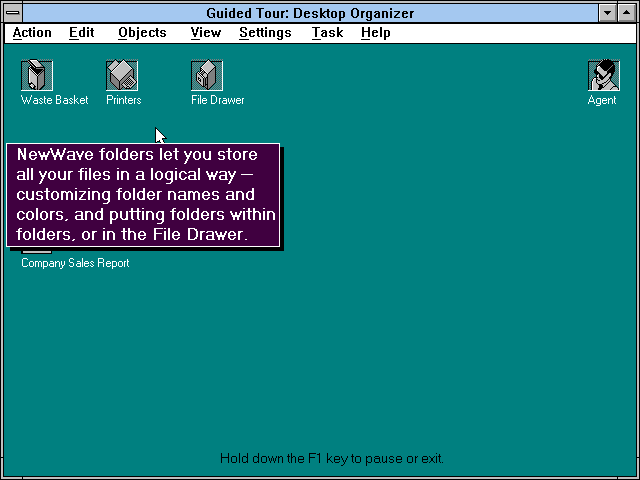 Guided Tour: Desktop Organizer
Action Edit Objects View Settings Task Help
Waste Basket Printers File Drawer Agent
NewWave folders let you store
all your files in a logical way —
customizing folder names and
colors, and putting folders within
folders, or in the File Drawer.
Company Sales Report
Hold down the F1 key to pause or exit.